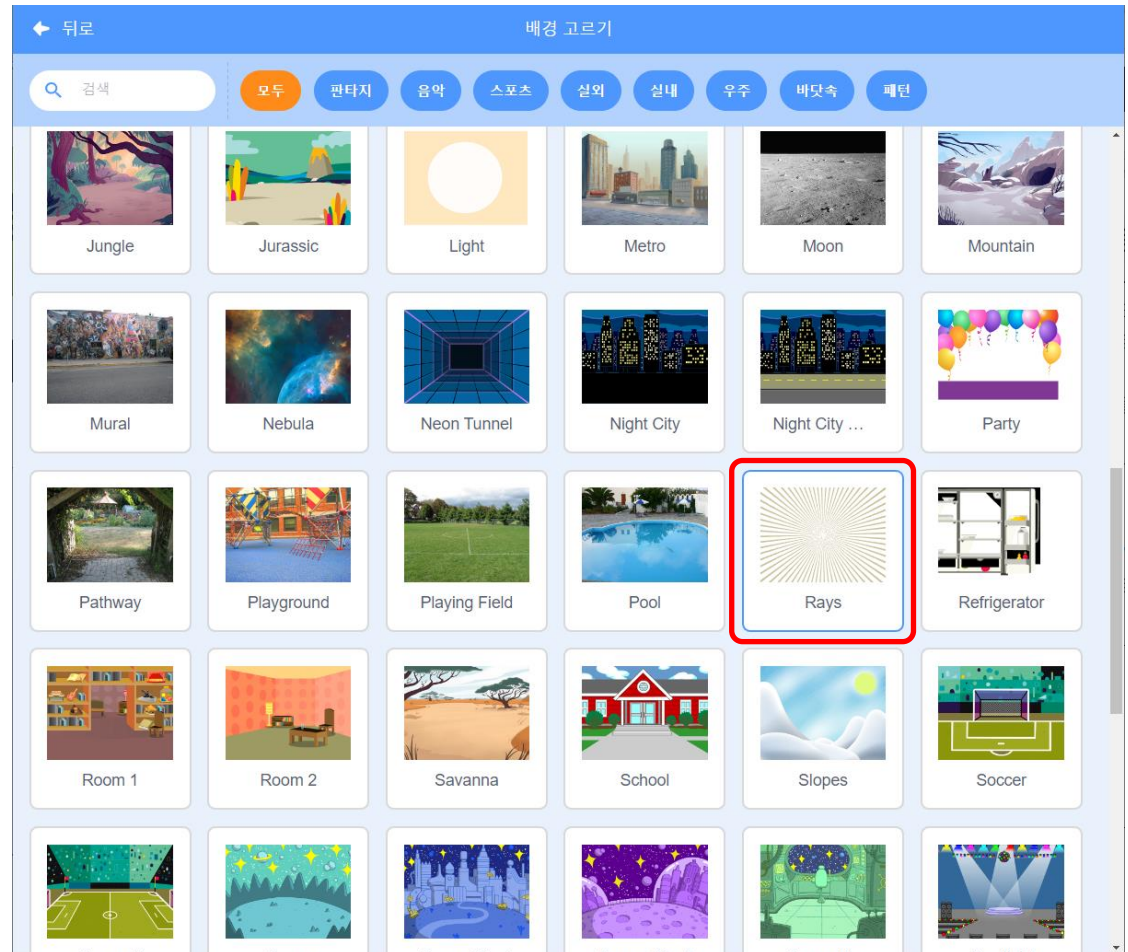 뒤로
배경 고르기
검색
모두
판타지
음악
스포츠
실외
실내
우주
바닷속
패턴
Jungle
Jurassic
Light
Metro
Moon
Mountain
Mural
Nebula
Neon Tunnel
Night City
Night City ...
Party
Pathway
Playground
Playing Field
Pool
Rays
Refrigerator
Room 1
Room 2
Savanna
School
Slopes
Soccer